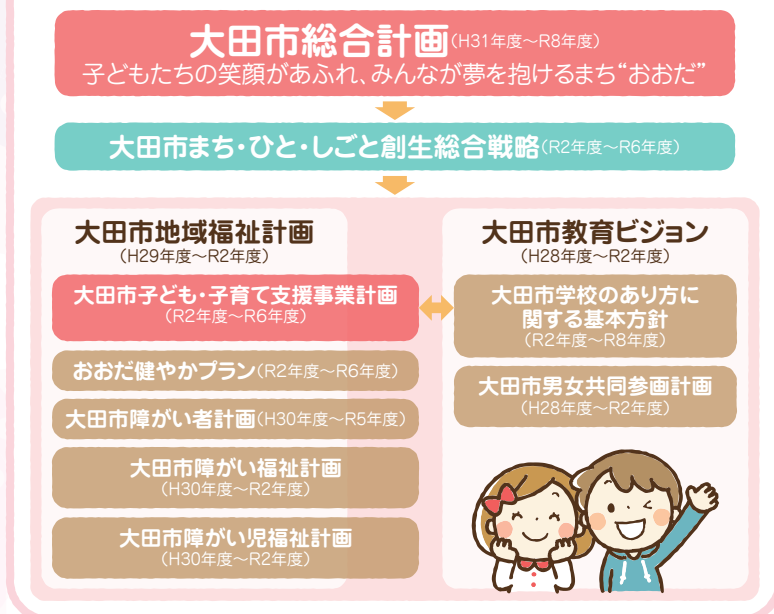 大田市総合計画(H31年度～R8年度)
子どもたちの笑顔があふれ、みんなが夢を抱けるまち“おおだ”
大田市まち・ひと・しごと創生総合戦略(R2年度～R6年度)
大田市地域福祉計画
(H29年度～R2年度)
大田市子ども・子育て支援事業計画
(R2年度～R6年度)
おおだ健やかプラン(R2年度～R6年度)
大田市障がい者計画(H30年度～R5年度)
大田市障がい福祉計画
(H30年度～R2年度)
大田市障がい児福祉計画
(H30年度～R2年度)
大田市教育ビジョン
(H28年度～R2年度)
大田市学校のあり方に
関する基本方針
(R2年度～R8年度)
大田市男女共同参画計画
(H28年度～R2年度)